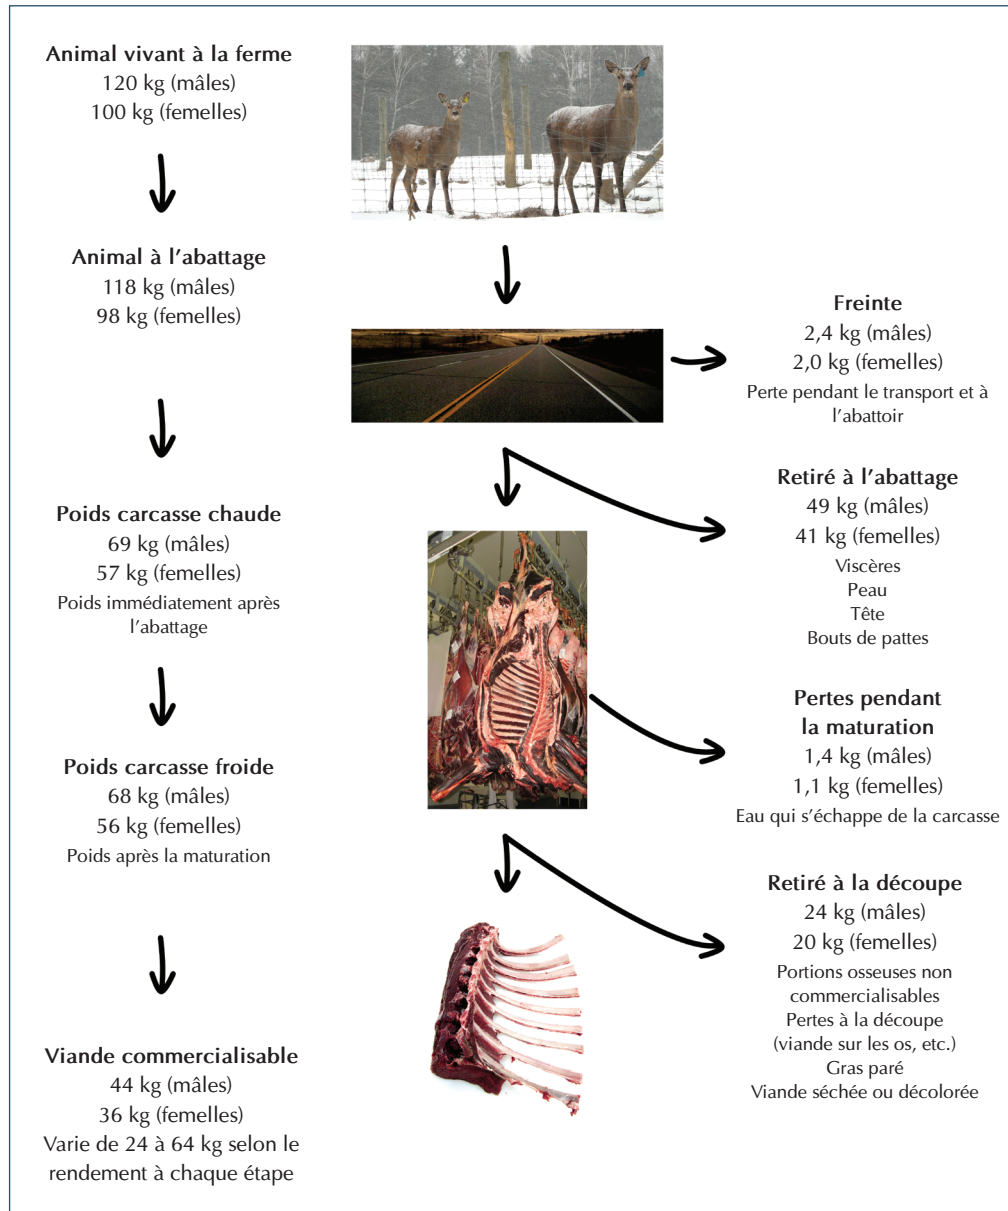 Animal vivant à la ferme
120 kg (mâles)
100 kg (femelles)
Animal à l'abattage
118 kg (mâles)
98 kg (femelles)
Poids carcasse chaude
69 kg (mâles)
57 kg (femelles)
Poids immédiatement après
l'abattage
Poids carcasse froide
68 kg (mâles)
56 kg (femelles)
Poids après la maturation
Viande commercialisable
44 kg (mâles)
36 kg (femelles)
Varie de 24 à 64 kg selon le
rendement à chaque étape
Freinte
2,4 kg (mâles)
2,0 kg (femelles)
Perte pendant le transport et à
l'abattoir
Retiré à l'abattage
49 kg (mâles)
41 kg (femelles)
Viscères
Peau
Tête
Bouts de pattes
Pertes pendant
la maturation
1,4 kg (mâles)
1,1 kg (femelles)
Eau qui s'échappe de la carcasse
Retiré à la découpe
24 kg (mâles)
20 kg (femelles)
Portions osseuses non
commercialisables
Pertes à la découpe
(viande sur les os, etc.)
Gras paré
Viande séchée ou décolorée